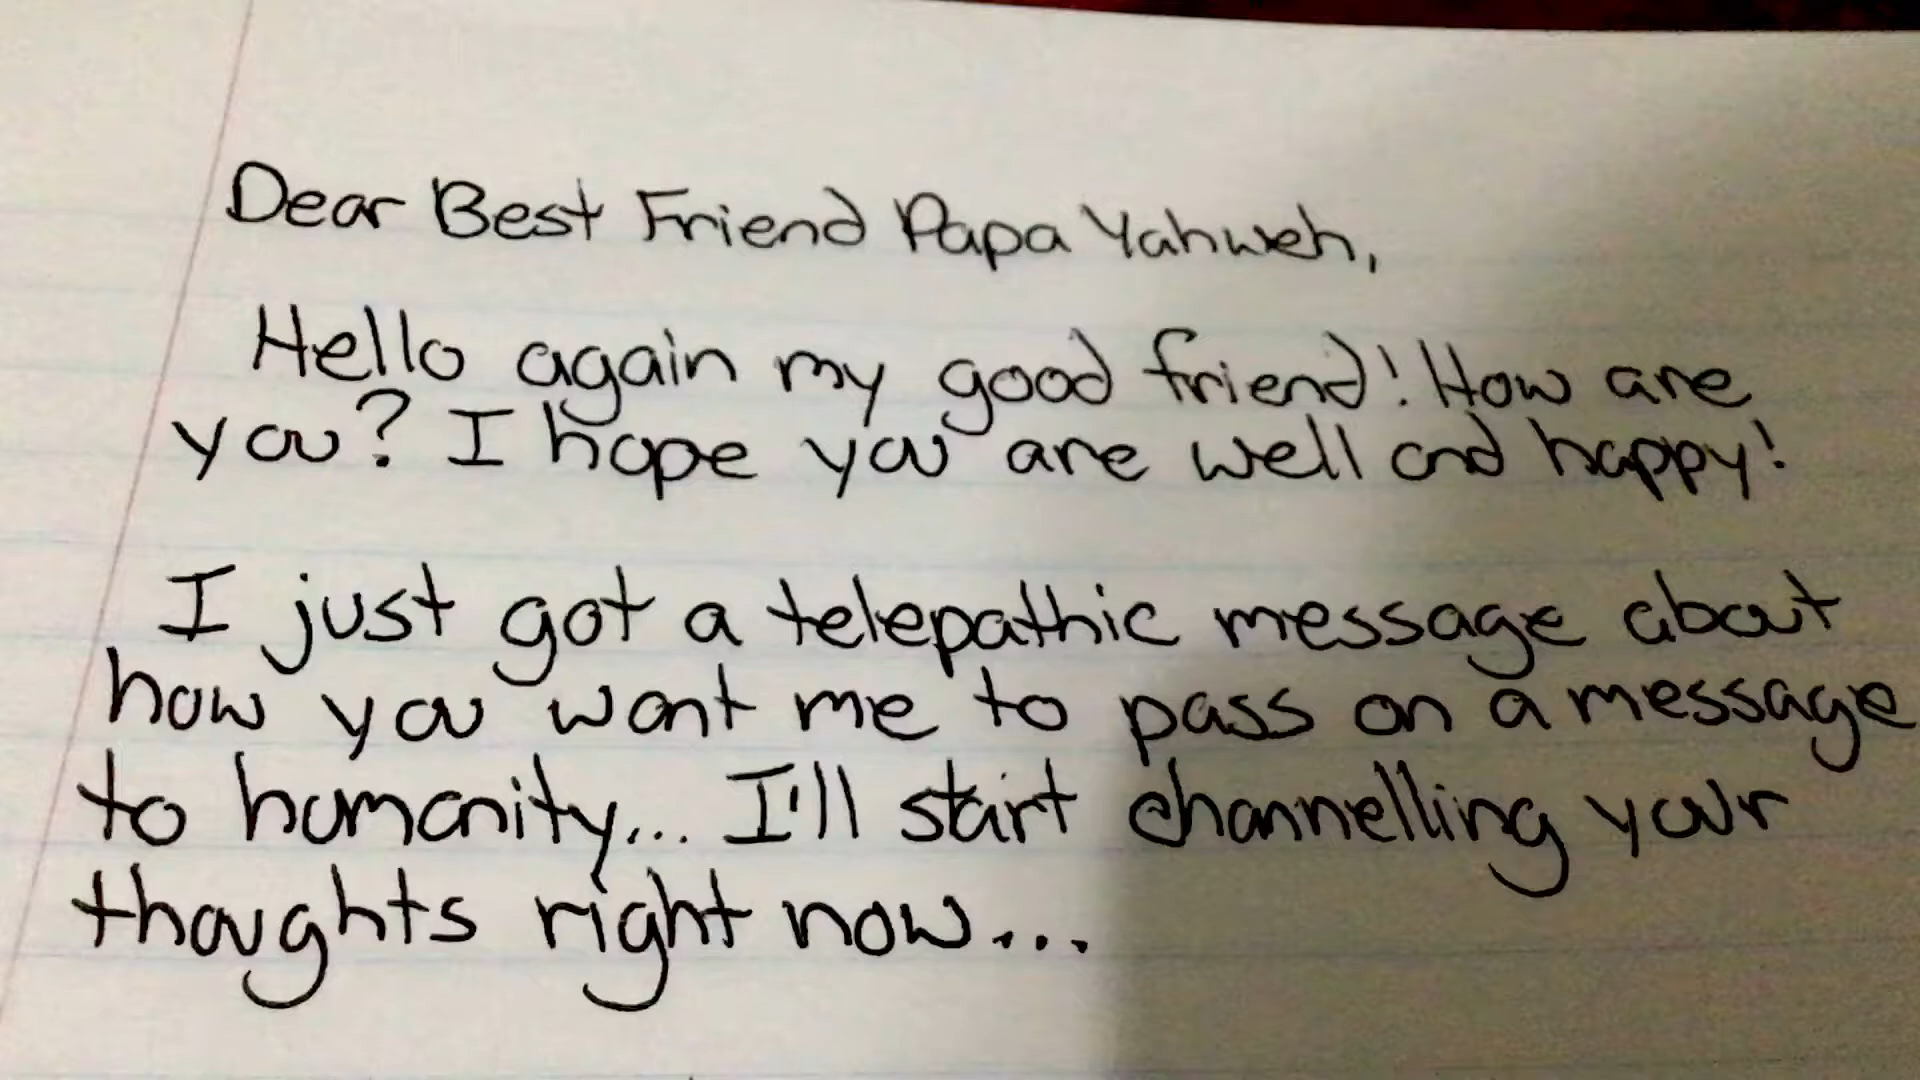 Dear Best Friend Papa Yahweh,
Hello again my good friend! How are
you? I hope you are well and happy!
I just got a telepathic message about
how you want me to pass on a message
to humanity... I'll start channelling your
thoughts right now...